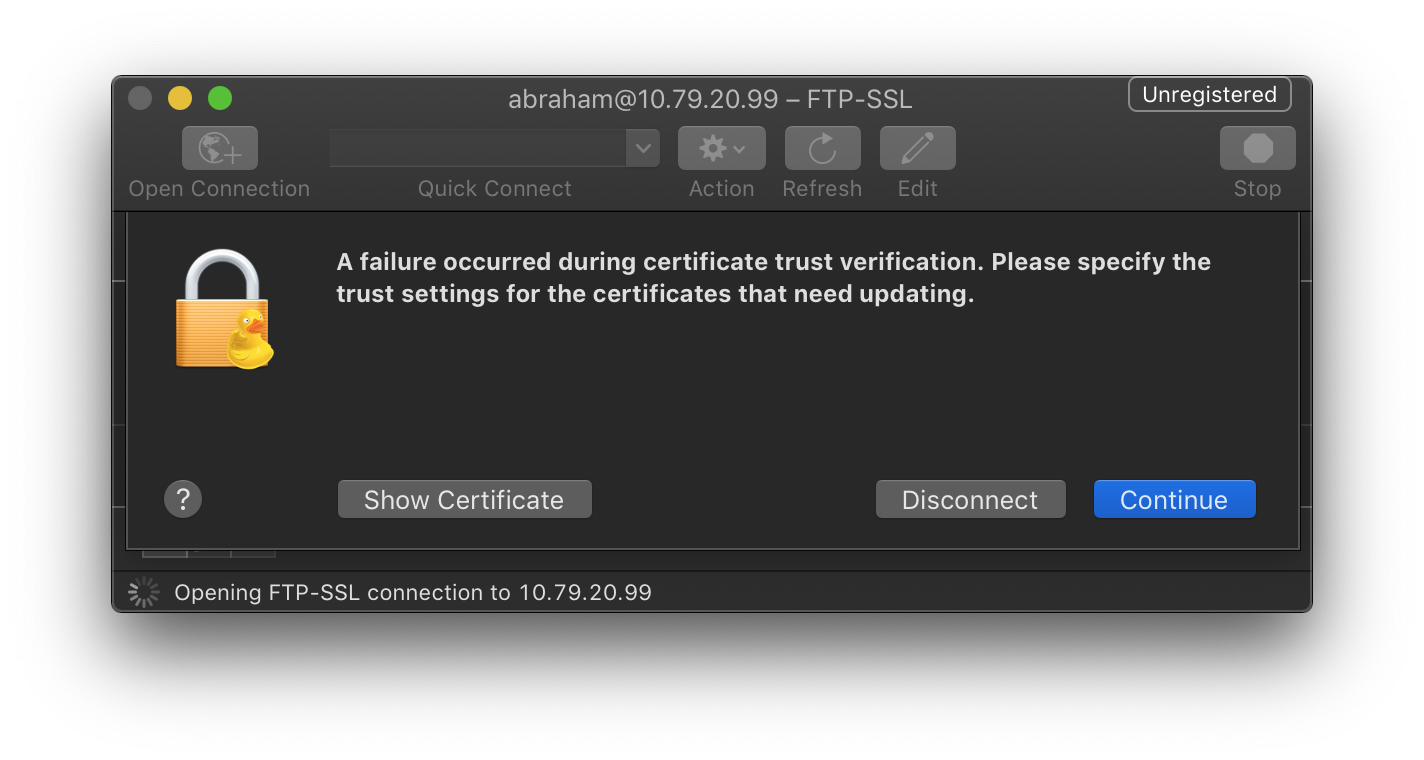 abraham@10.79.20.99 – FTP-SSL
Unregistered
Open Connection
Quick Connect
Action
Refresh
Edit
Stop
A failure occurred during certificate trust verification. Please specify the
trust settings for the certificates that need updating.
?
Show Certificate
Disconnect
Continue
Opening FTP-SSL connection to 10.79.20.99